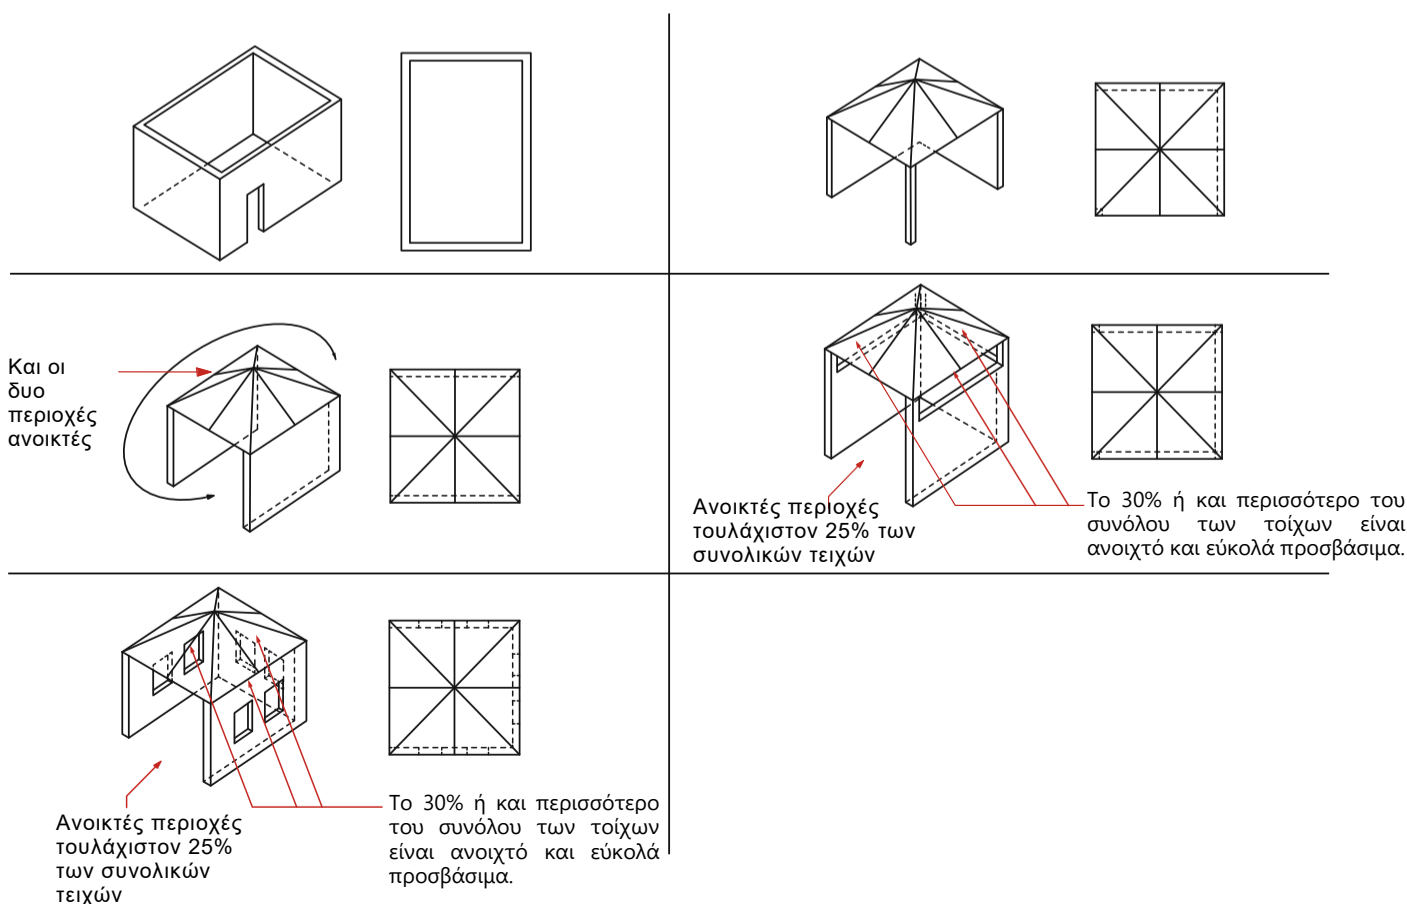 Και οι
δυο
περιοχές
ανοικτές
Ανοικτές περιοχές
τουλάχιστον 25% των
συνολικών τειχών
Το 30% ή και περισσότερο του
συνόλου των τοίχων είναι
ανοιχτό και εύκολά προσβάσιμα.
Ανοικτές περιοχές
τουλάχιστον 25%
των συνολικών
τειχών
Το 30% ή και περισσότερο
του συνόλου των τοίχων
είναι ανοιχτό και εύκολά
προσβάσιμα.